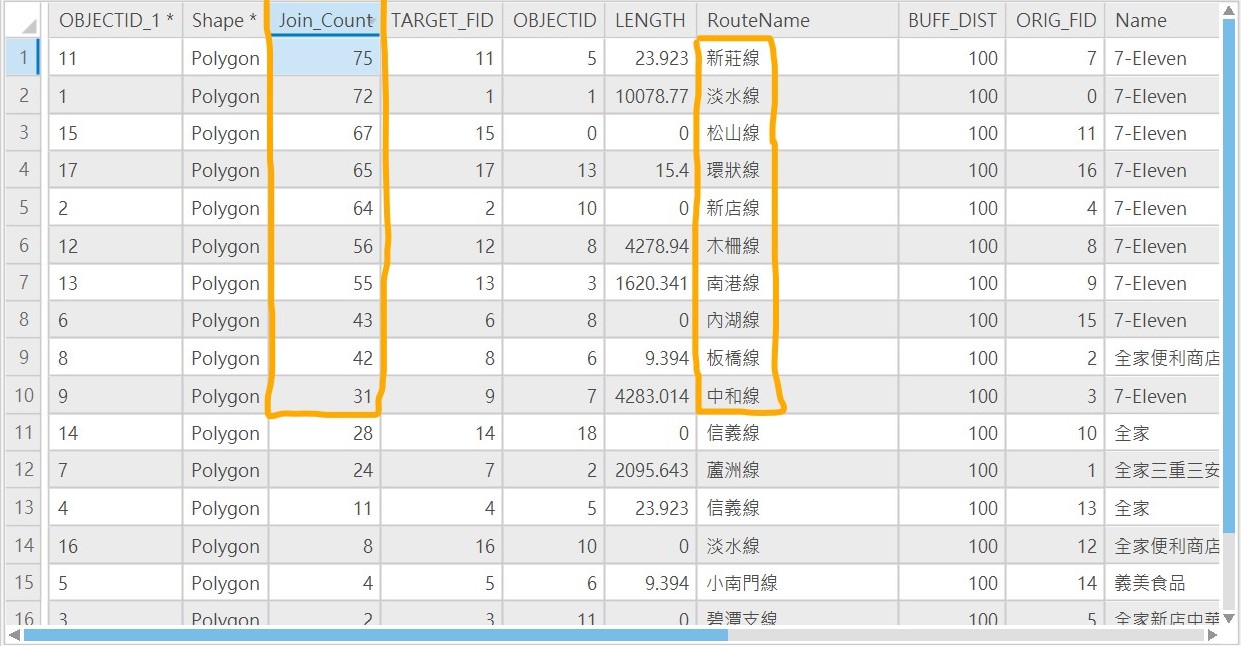 OBJECTID_1 * Shape * Join_Count TARGET_FID OBJECTID LENGTH RouteName BUFF_DIST ORIG_FID Name
1 11 Polygon 75 11 5 23.923 新莊線 100 7 7-Eleven
2 1 Polygon 72 1 1 10078.77 淡水線 100 0 7-Eleven
3 15 Polygon 67 15 0 0 松山線 100 11 7-Eleven
4 17 Polygon 65 17 13 15.4 環狀線 100 16 7-Eleven
5 2 Polygon 64 2 10 0 新店線 100 4 7-Eleven
6 12 Polygon 56 12 8 4278.94 木柵線 100 8 7-Eleven
7 13 Polygon 55 13 3 1620.341 南港線 100 9 7-Eleven
8 6 Polygon 43 6 8 0 內湖線 100 15 7-Eleven
9 8 Polygon 42 8 6 9.394 板橋線 100 2 全家便利商店
10 9 Polygon 31 9 7 4283.014 中和線 100 3 7-Eleven
11 14 Polygon 28 14 18 0 信義線 100 10 全家
12 7 Polygon 24 7 2 2095.643 蘆洲線 100 1 全家三重三安
13 4 Polygon 11 4 5 23.923 信義線 100 13 全家
14 16 Polygon 8 16 10 0 淡水線 100 12 全家便利商店
15 5 Polygon 4 5 6 9.394 小南門線 100 14 義美食品
16 3 Polygon 2 3 11 0 碧潭支線 100 5 全家新店中華